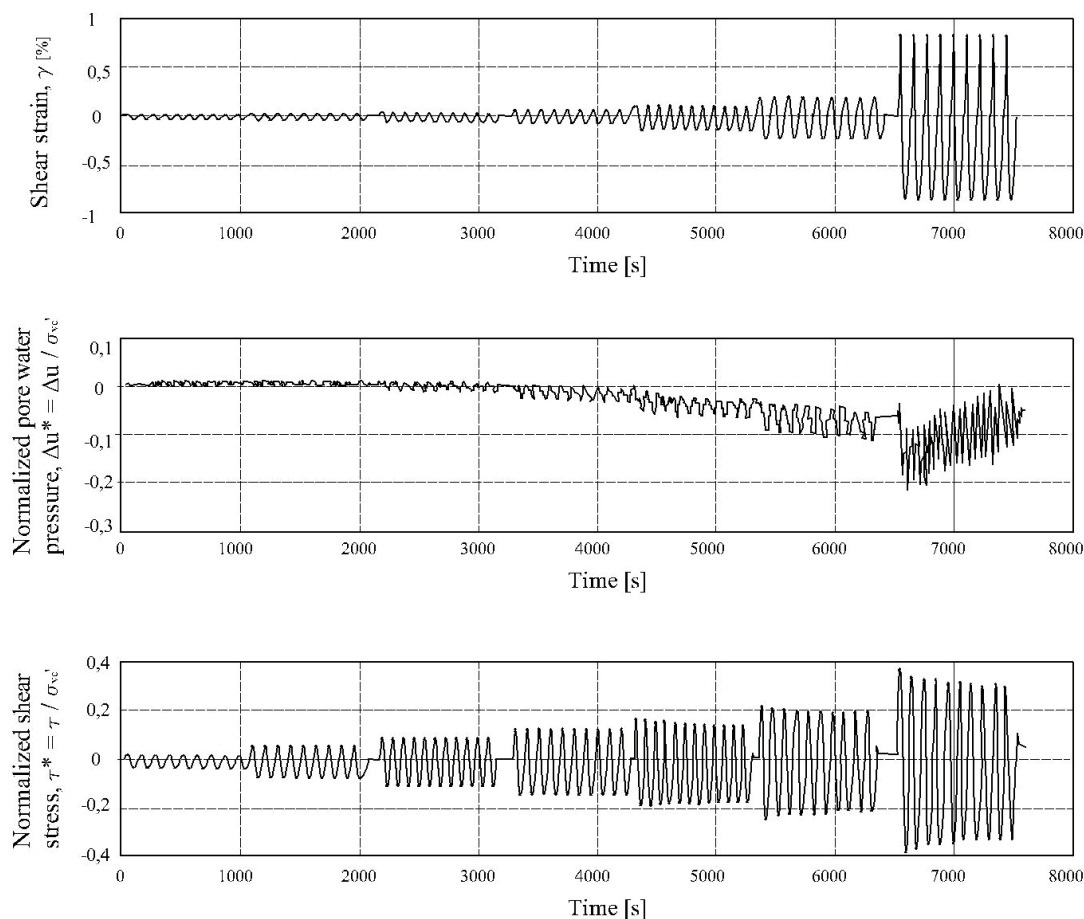 Shear strain, γ [%]
1
0,5
0
-0,5
-1
0 1000 2000 3000 4000 5000 6000 7000 8000
Time [s]
Normalized pore water
pressure, Δu* = Δu / σvc'
0,1
0
-0,1
-0,2
-0,3
0 1000 2000 3000 4000 5000 6000 7000 8000
Time [s]
Normalized shear
stress, τ* = τ / σvc'
0,4
0,2
0
-0,2
-0,4
0 1000 2000 3000 4000 5000 6000 7000 8000
Time [s]